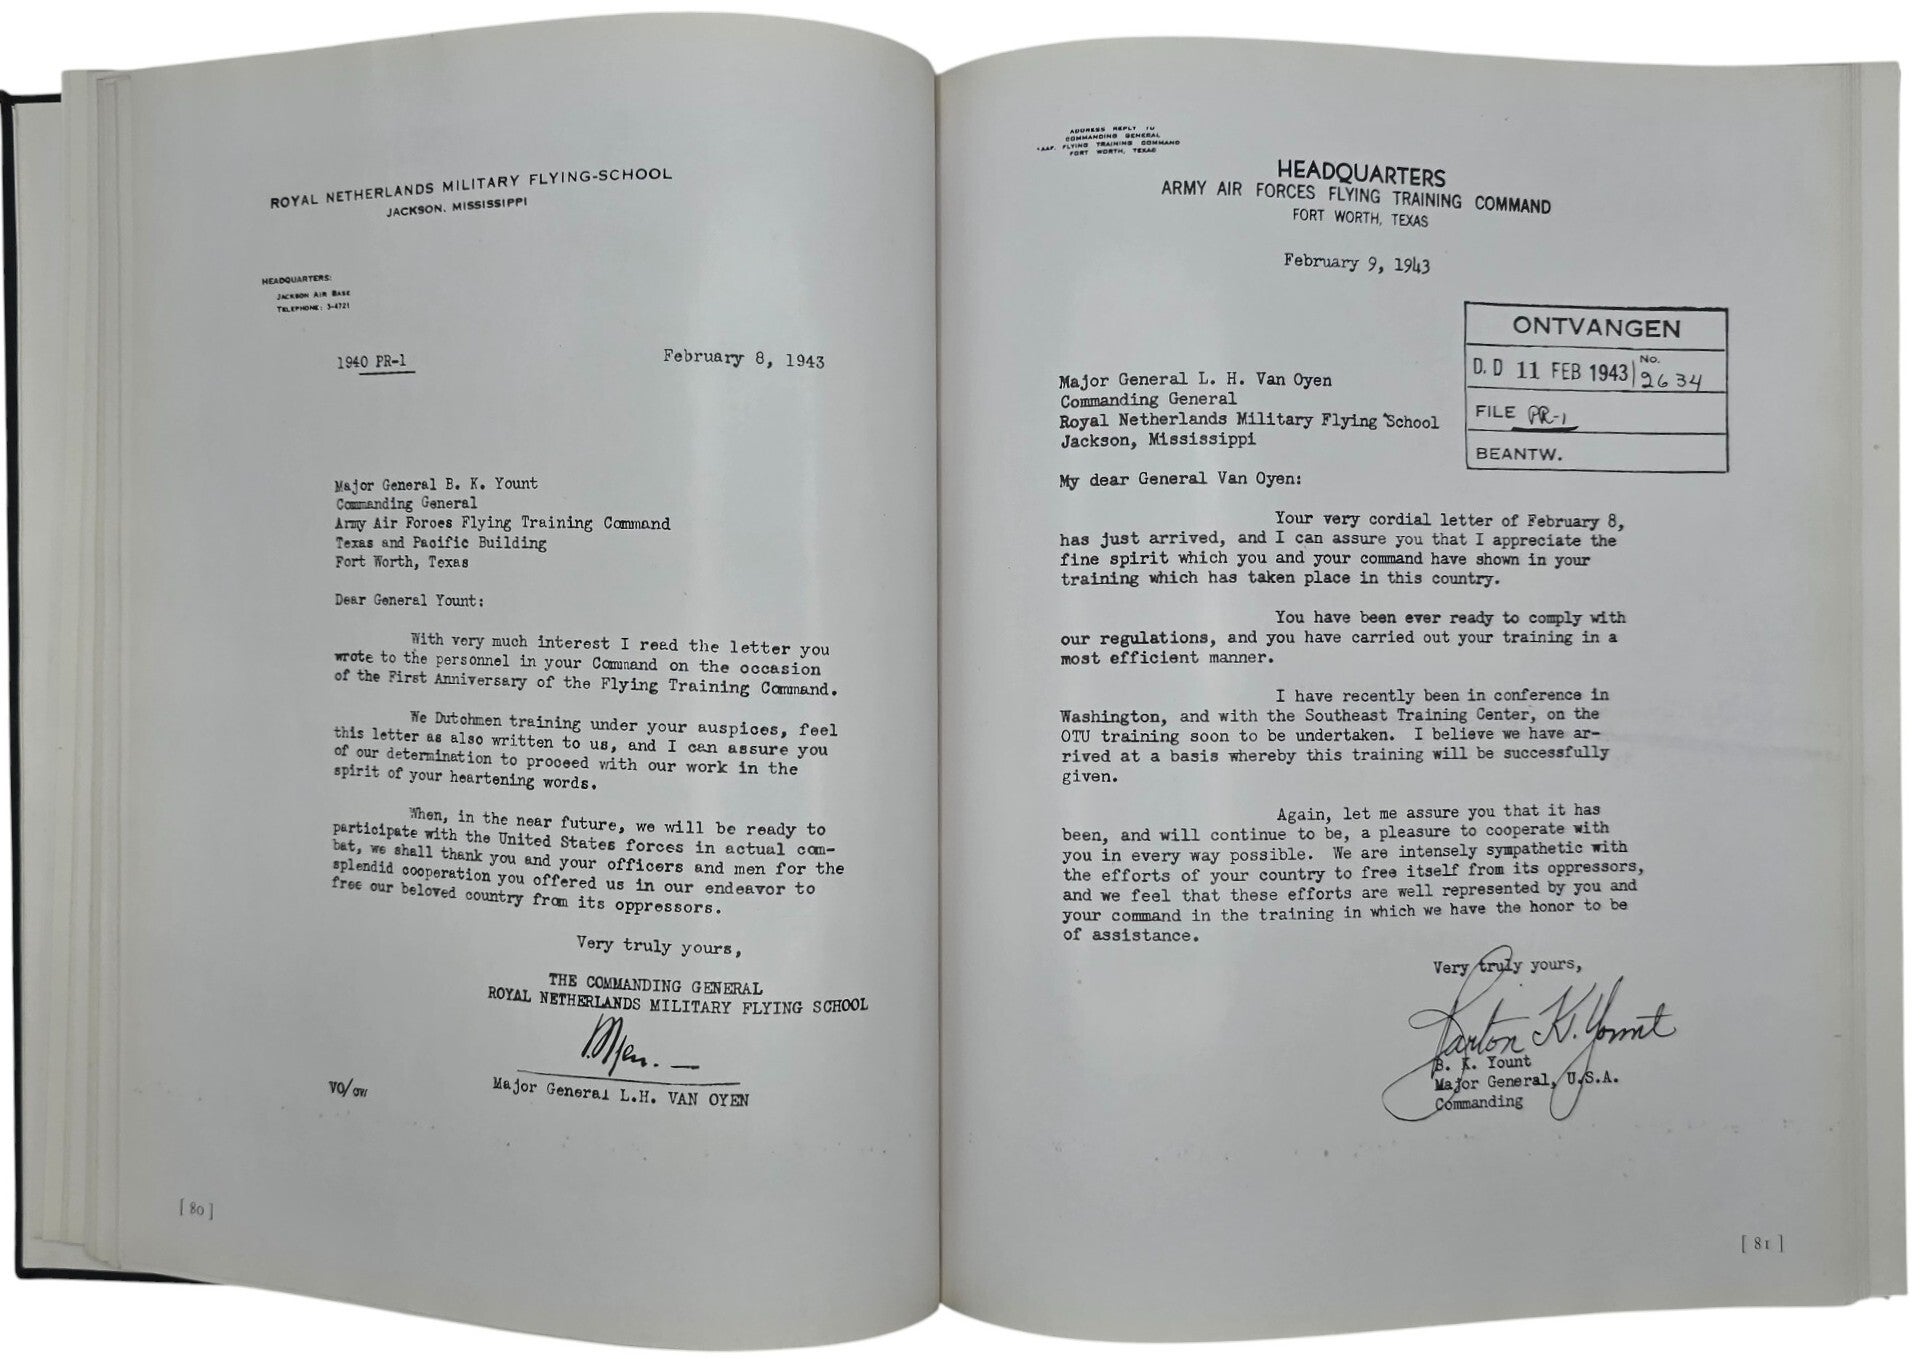 ROYAL NETHERLANDS MILITARY FLYING-SCHOOL
JACKSON, MISSISSIPPI
HEADQUARTERS:
JACKSON AIR BASE
TELEPHONE: 3-4721
1940 PR-1
February 8, 1943
Major General B. K. Yount
Commanding General
Army Air Forces Flying Training Command
Texas and Pacific Building
Fort Worth, Texas
Dear General Yount:
With very much interest I read the letter you
wrote to the personnel in your Command on the occasion
of the First Anniversary of the Flying Training Command.
We Dutchmen training under your auspices, feel
this letter as also written to us, and I can assure you
of our determination to proceed with our work in the
spirit of your heartening words.
When, in the near future, we will be ready to
participate with the United States forces in actual com-
bat, we shall thank you and your officers and men for the
splendid cooperation you offered us in our endeavor to
free our beloved country from its oppressors.
Very truly yours,
THE COMMANDING GENERAL
ROYAL NETHERLANDS MILITARY FLYING SCHOOL
Major General L.H. VAN OYEN
VO/ow
[ 80 ]
ADDRESS REPLY TO
COMMANDING GENERAL
AAF. FLYING TRAINING COMMAND
FORT WORTH, TEXAS
HEADQUARTERS
ARMY AIR FORCES FLYING TRAINING COMMAND
FORT WORTH, TEXAS
February 9, 1943
ONTVANGEN
D.D 11 FEB 1943 No. 2634
FILE PR-1
BEANTW.
Major General L. H. Van Oyen
Commanding General
Royal Netherlands Military Flying School
Jackson, Mississippi
My dear General Van Oyen:
Your very cordial letter of February 8,
has just arrived, and I can assure you that I appreciate the
fine spirit which you and your command have shown in your
training which has taken place in this country.
You have been ever ready to comply with
our regulations, and you have carried out your training in a
most efficient manner.
I have recently been in conference in
Washington, and with the Southeast Training Center, on the
OTU training soon to be undertaken. I believe we have ar-
rived at a basis whereby this training will be successfully
given.
Again, let me assure you that it has
been, and will continue to be, a pleasure to cooperate with
you in every way possible. We are intensely sympathetic with
the efforts of your country to free itself from its oppressors,
and we feel that these efforts are well represented by you and
your command in the training in which we have the honor to be
of assistance.
Very truly yours,
Barton K. Yount
B. K. Yount
Major General, U.S.A.
Commanding
[ 81 ]